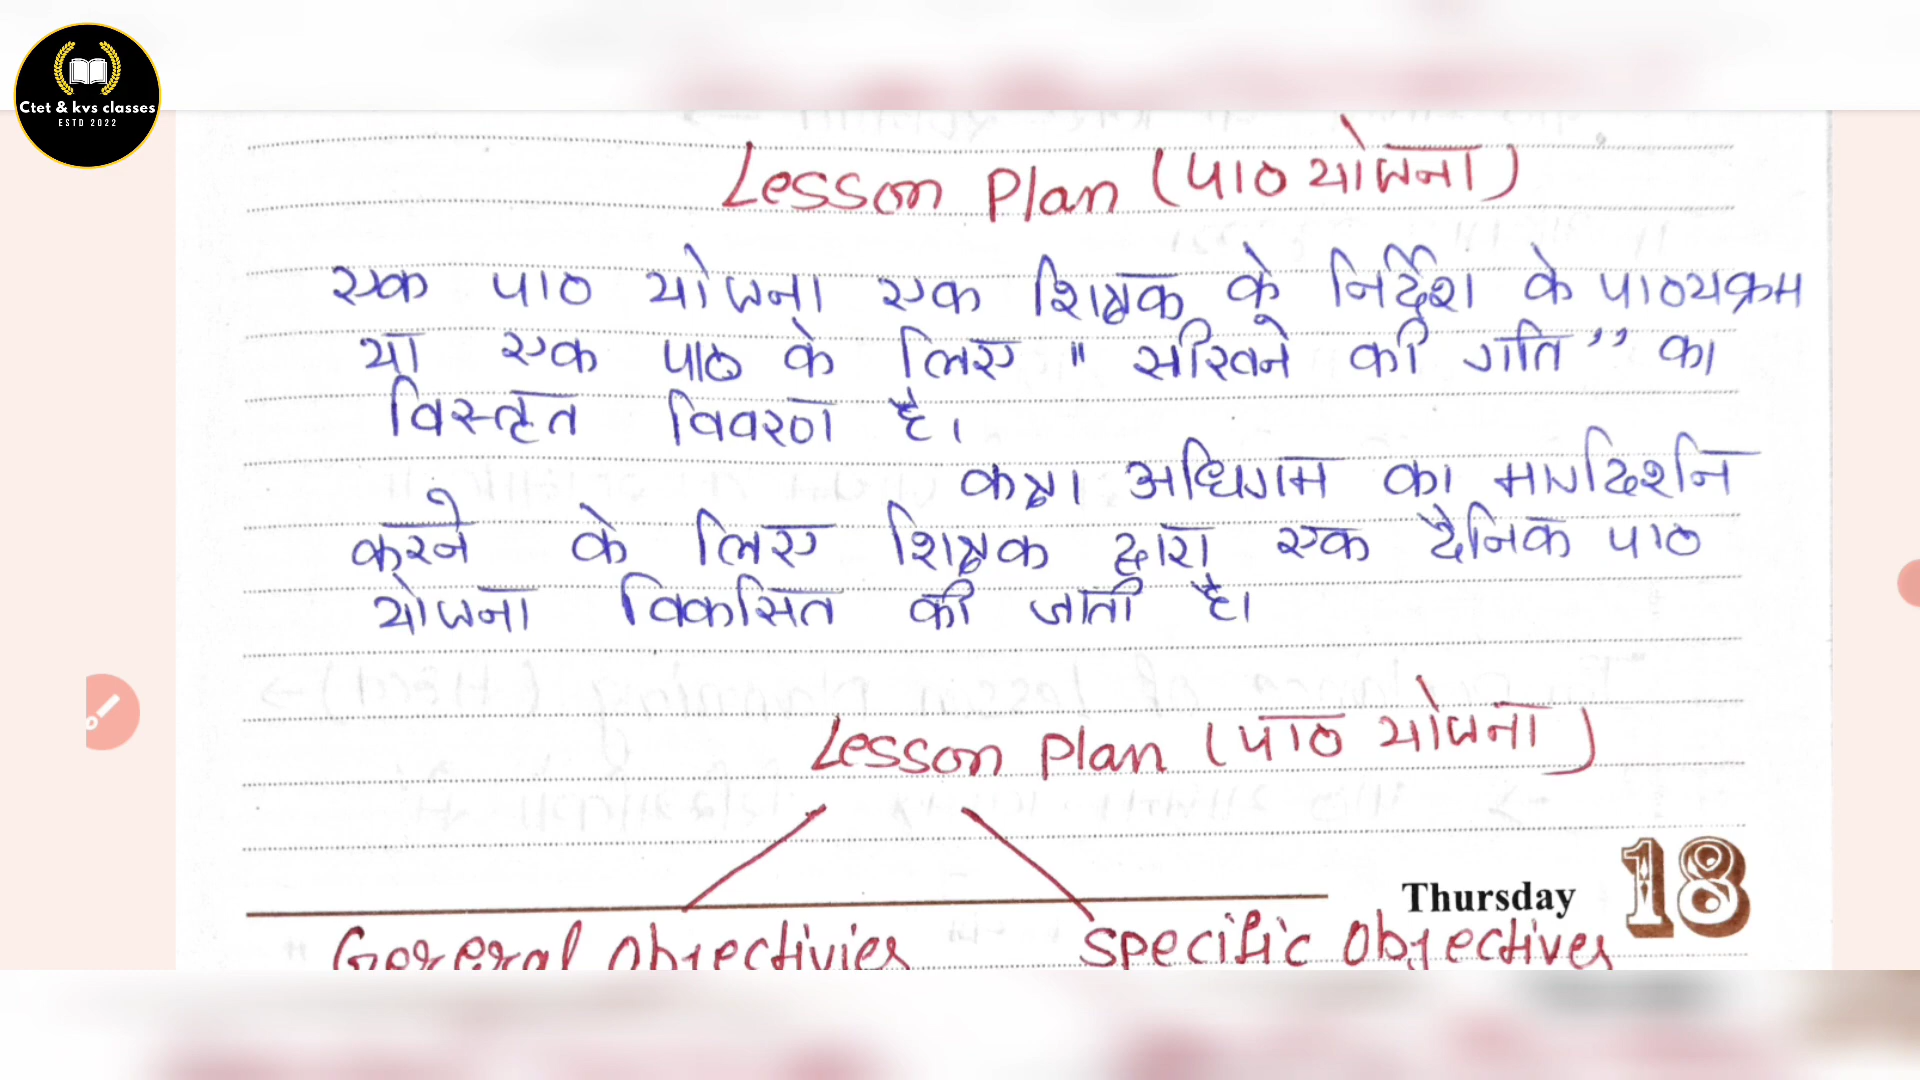 Ctet & kvs classes
ESTD 2022
Lesson Plan (पाठ योजना)
एक पाठ योजना एक शिक्षक के निर्देश के पाठ्यक्रम
या एक पाठ के लिए " सीखने की गति" का
विस्तृत विवरण है।
कक्षा अधिगम का मार्गदर्शन
करने के लिए शिक्षक द्वारा एक दैनिक पाठ
योजना विकसित की जाती है।
Lesson Plan (पाठ योजना)
Thursday 18
General objectivies Specific Objectives